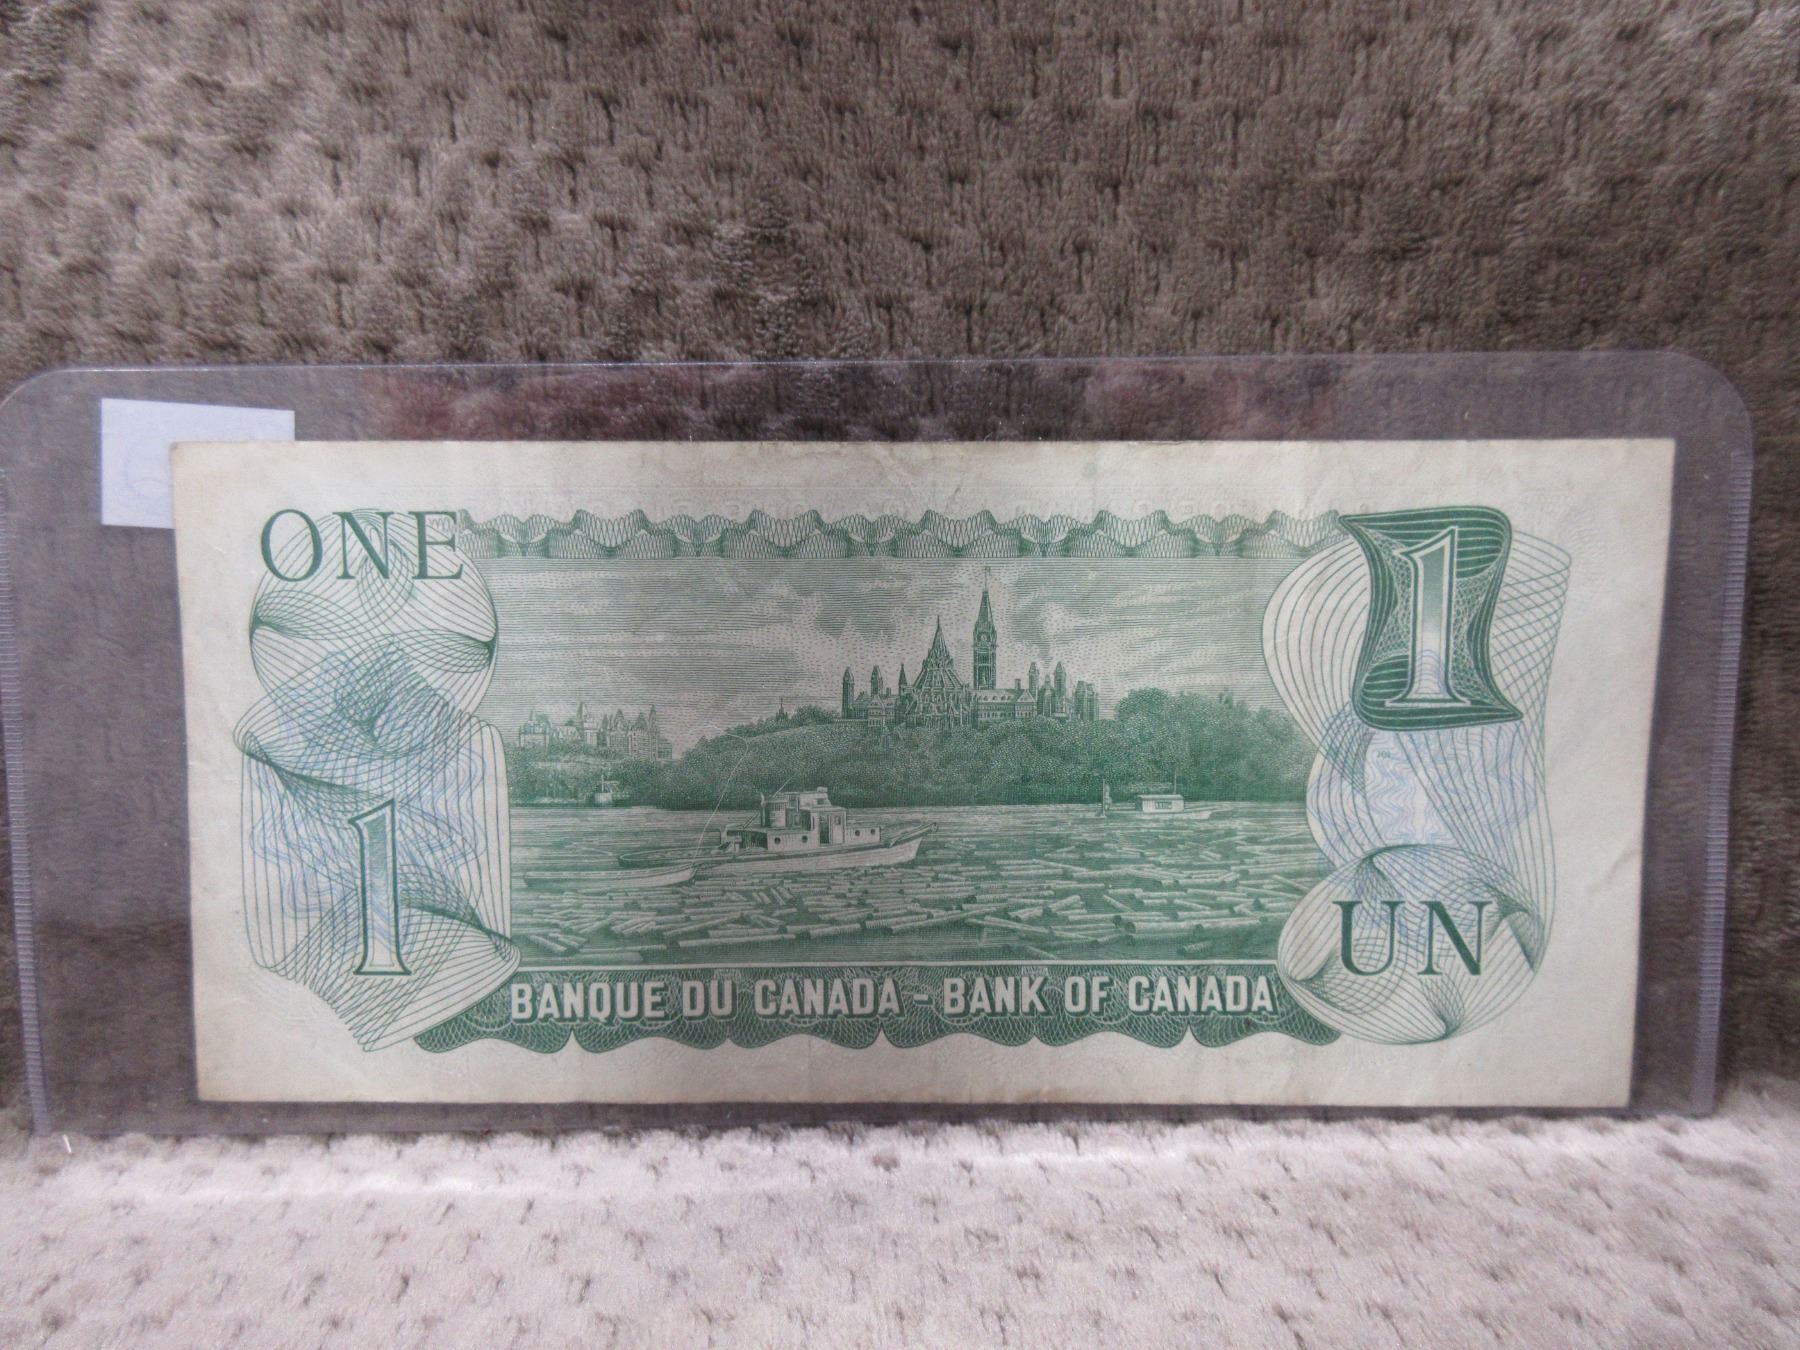 ONE
1
1
UN
BANQUE DU CANADA - BANK OF CANADA